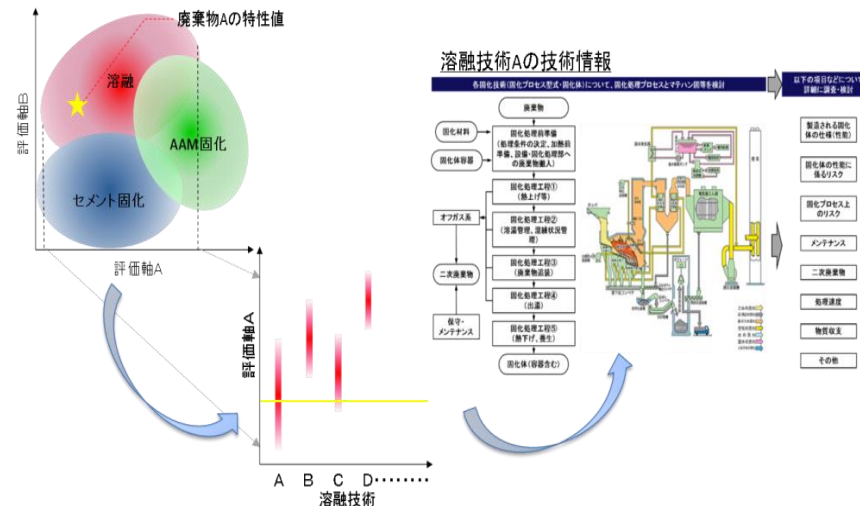 廃棄物Aの特性値
溶融
AAM固化
セメント固化
評価軸B
評価軸A
評価軸A
A B C D・・・・・・・・
溶融技術
溶融技術Aの技術情報
各固化技術(固化プロセス型式・固化体)について、固化処理プロセスとマテハン図等を検討
以下の項目などについて
詳細に調査・検討
廃棄物
固化材料
固化体容器
固化処理前準備
(処理条件の決定、加熱前
準備、設備・固化処理部へ
の廃棄物搬入)
固化処理工程①
(熱上げ等)
オフガス系
固化処理工程②
(溶湯管理、混練状況管
理)
固化処理工程③
(廃棄物追装)
二次廃棄物
固化処理工程④
(出湯)
保守・
メンテナンス
固化処理工程⑤
(熱下げ、養生)
固化体(容器含む)
製造される固化
体の仕様(性能)
固化体の性能に
係るリスク
固化プロセス上
のリスク
メンテナンス
二次廃棄物
処理速度
物質収支
その他